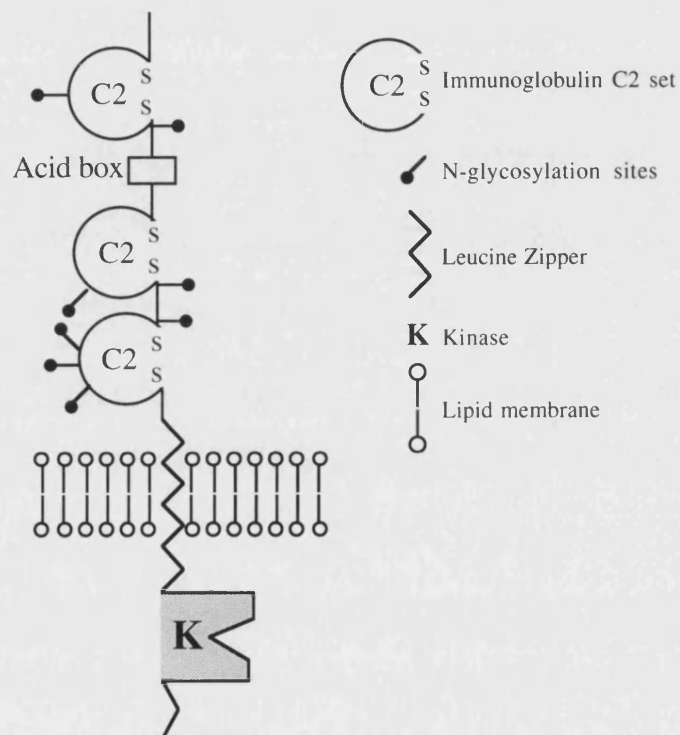 C2
S
S
Acid box
C2
S
S
C2
S
S
K
C2
S
S
Immunoglobulin C2 set
N-glycosylation sites
Leucine Zipper
K Kinase
Lipid membrane